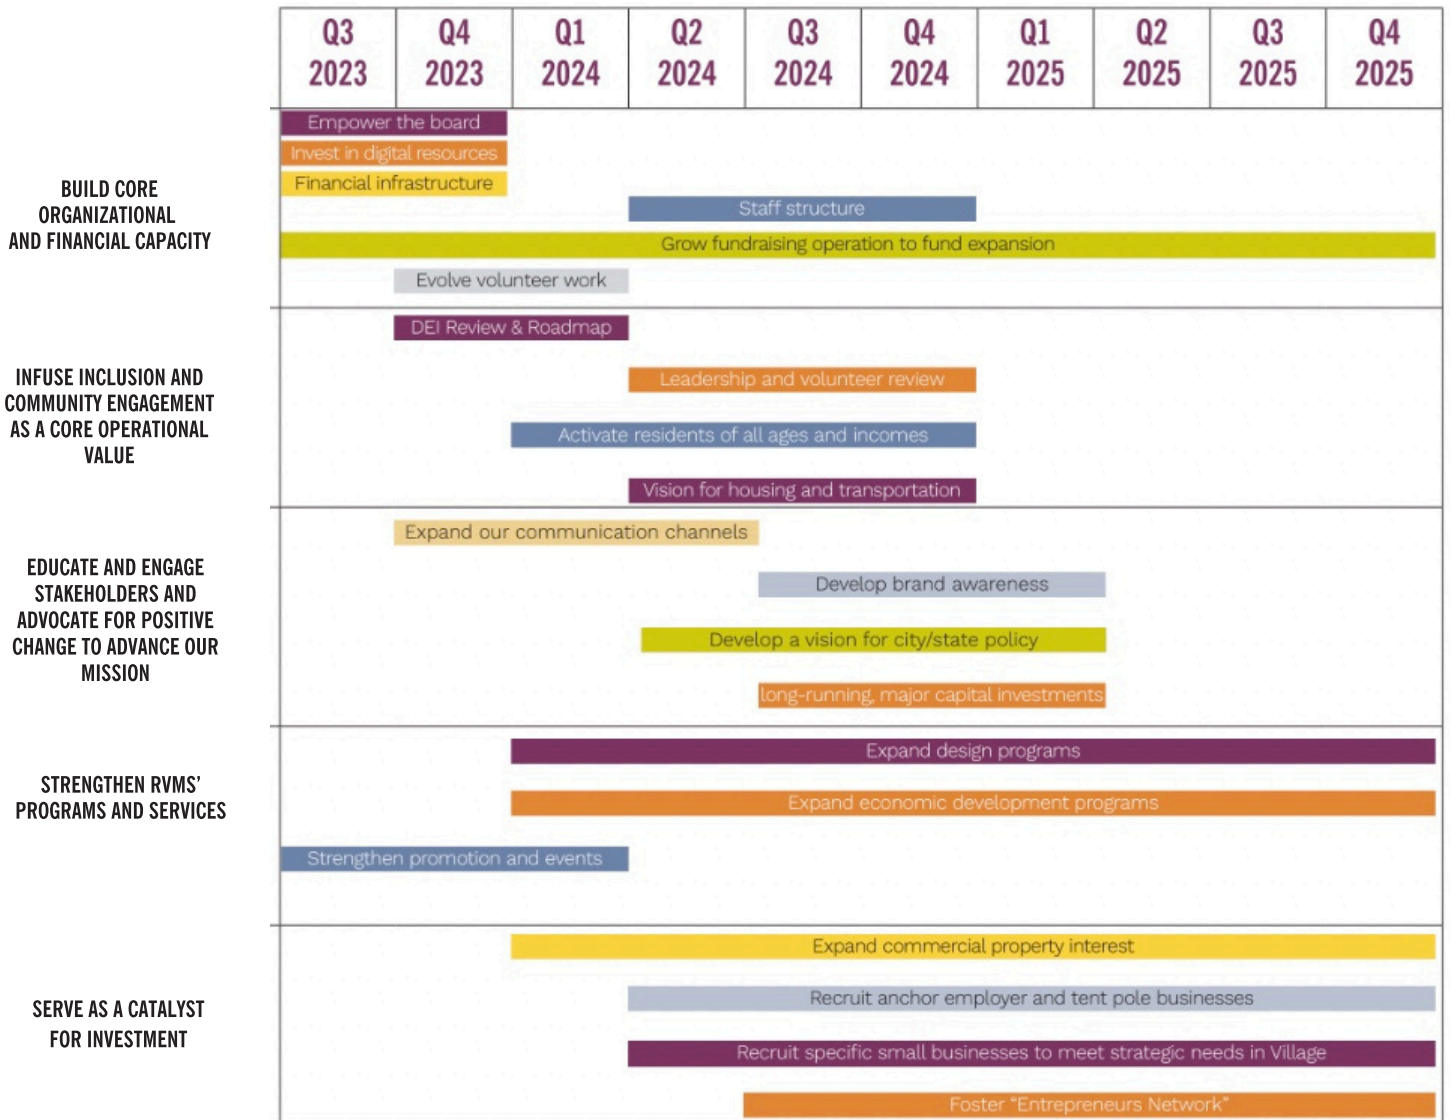 Q3 Q4 Q1 Q2 Q3 Q4 Q1 Q2 Q3 Q4
2023 2023 2024 2024 2024 2024 2025 2025 2025 2025
BUILD CORE
ORGANIZATIONAL
AND FINANCIAL CAPACITY
Empower the board
Invest in digital resources
Financial infrastructure
Staff structure
Grow fundraising operation to fund expansion
Evolve volunteer work
INFUSE INCLUSION AND
COMMUNITY ENGAGEMENT
AS A CORE OPERATIONAL
VALUE
DEI Review & Roadmap
Leadership and volunteer review
Activate residents of all ages and incomes
Vision for housing and transportation
EDUCATE AND ENGAGE
STAKEHOLDERS AND
ADVOCATE FOR POSITIVE
CHANGE TO ADVANCE OUR
MISSION
Expand our communication channels
Develop brand awareness
Develop a vision for city/state policy
long-running, major capital investments
STRENGTHEN RVMS’
PROGRAMS AND SERVICES
Expand design programs
Expand economic development programs
Strengthen promotion and events
SERVE AS A CATALYST
FOR INVESTMENT
Expand commercial property interest
Recruit anchor employer and tent pole businesses
Recruit specific small businesses to meet strategic needs in Village
Foster “Entrepreneurs Network”